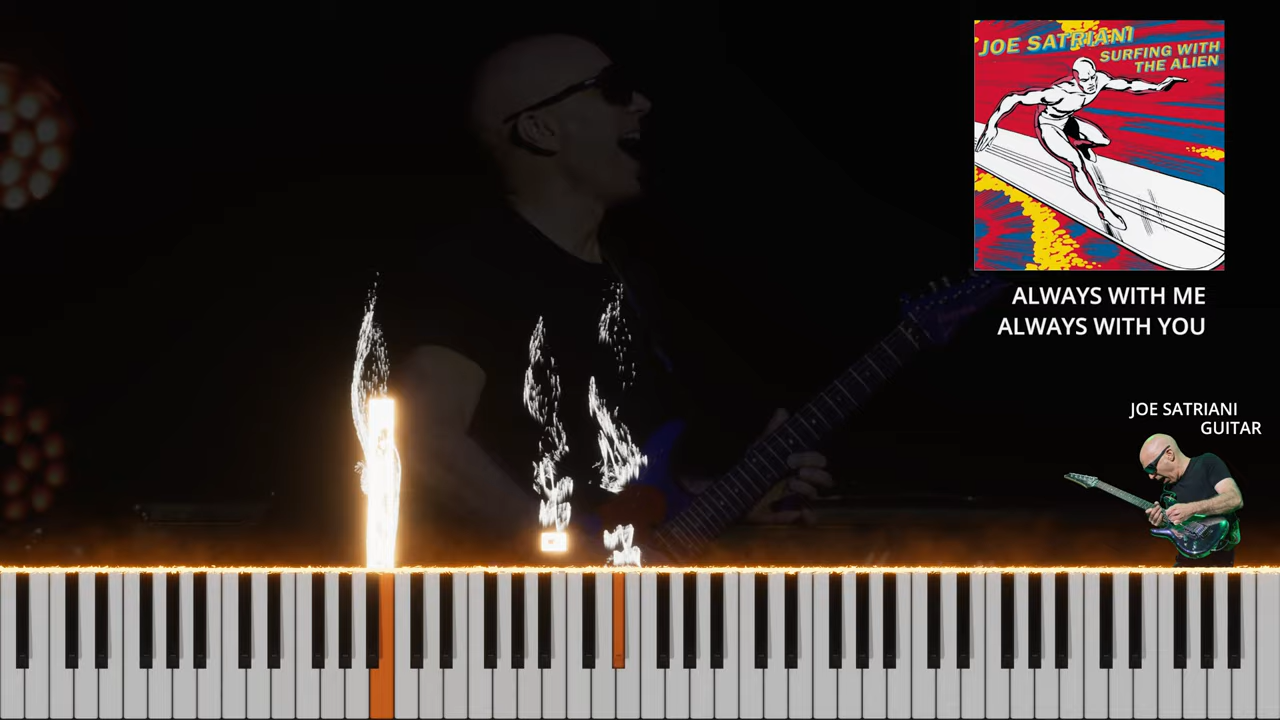 JOE SATRIANI
SURFING WITH
THE ALIEN
ALWAYS WITH ME
ALWAYS WITH YOU
JOE SATRIANI
GUITAR